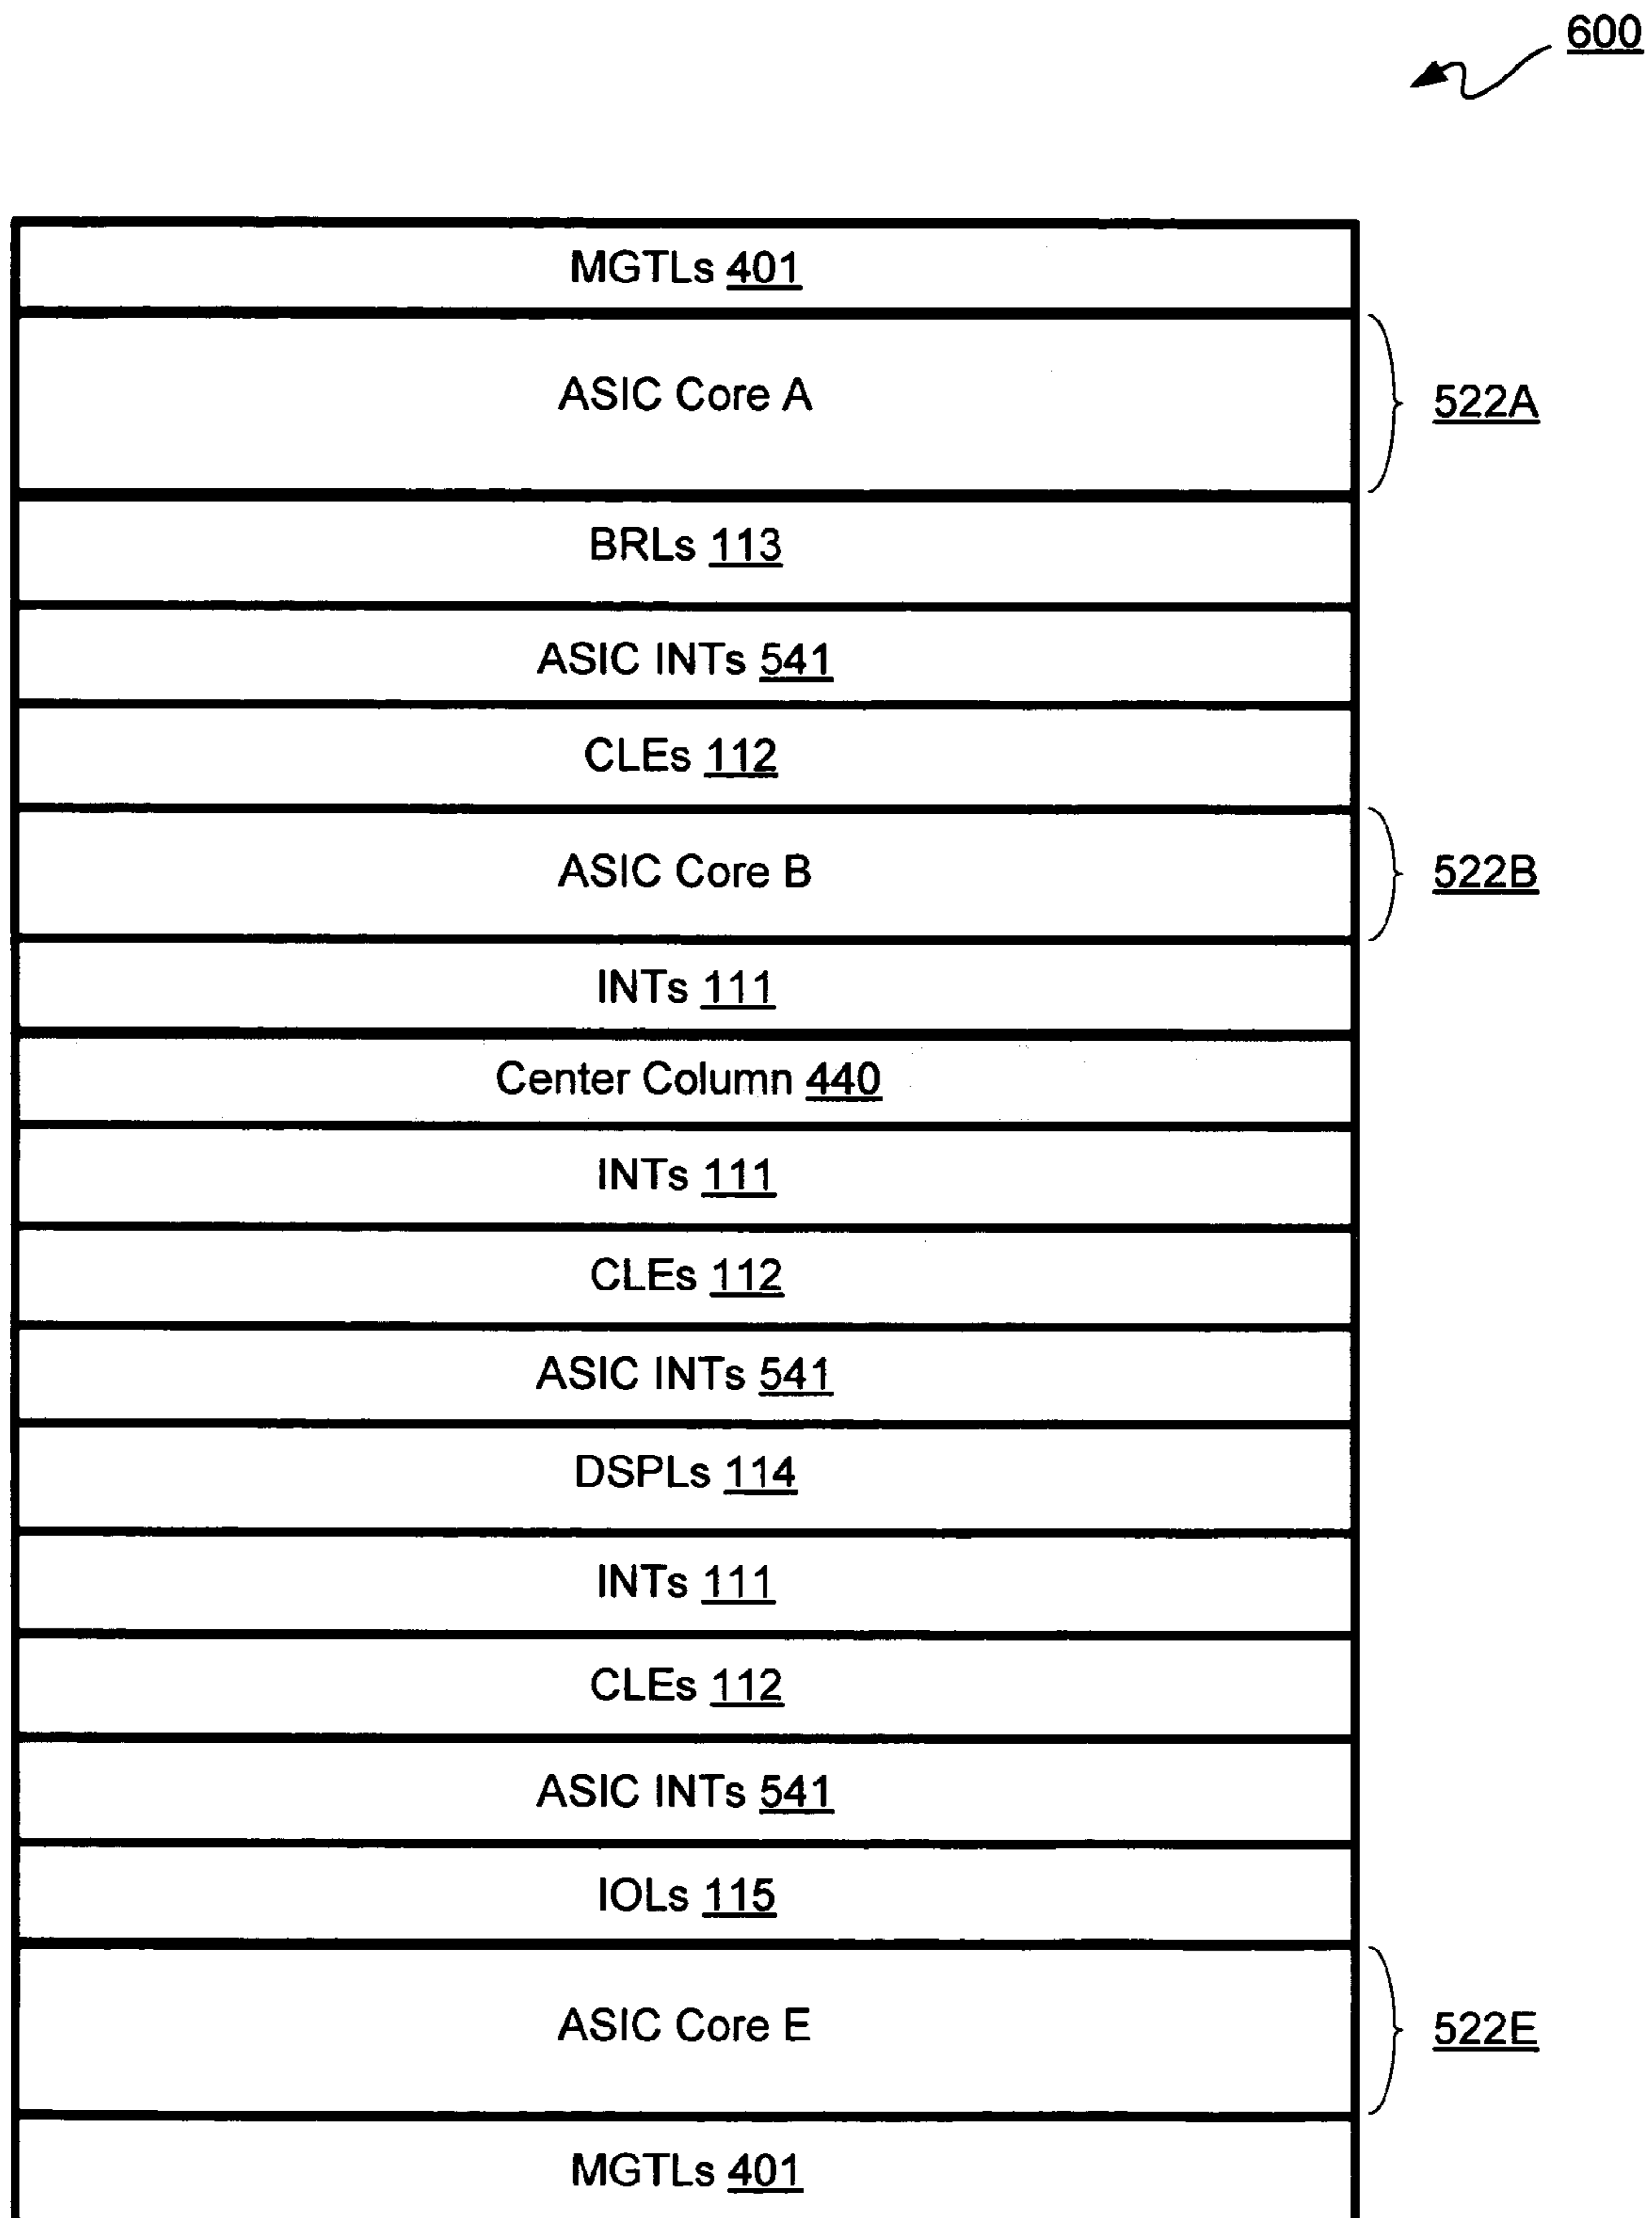 600
MGTLs 401
ASIC Core A
522A
BRLs 113
ASIC INTs 541
CLEs 112
ASIC Core B
522B
INTs 111
Center Column 440
INTs 111
CLEs 112
ASIC INTs 541
DSPLs 114
INTs 111
CLEs 112
ASIC INTs 541
IOLs 115
ASIC Core E
522E
MGTLs 401